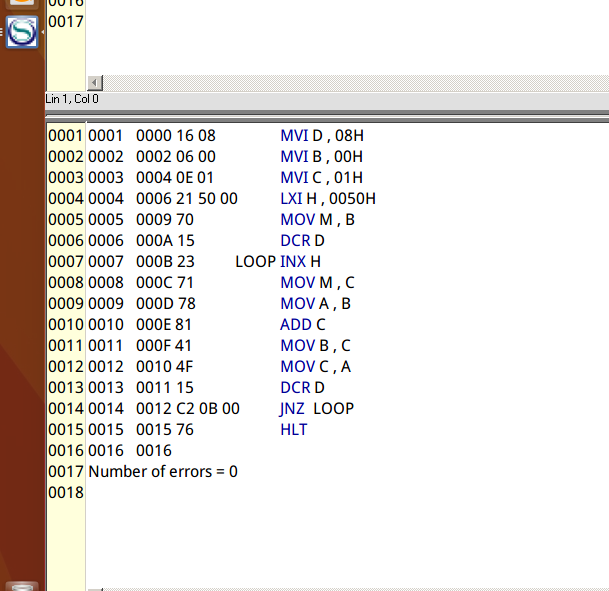 0016
0017
Lin 1, Col 0
0001 0001 0000 16 08 MVI D , 08H
0002 0002 0002 06 00 MVI B , 00H
0003 0003 0004 0E 01 MVI C , 01H
0004 0004 0006 21 50 00 LXI H , 0050H
0005 0005 0009 70 MOV M , B
0006 0006 000A 15 DCR D
0007 0007 000B 23 LOOP INX H
0008 0008 000C 71 MOV M , C
0009 0009 000D 78 MOV A , B
0010 0010 000E 81 ADD C
0011 0011 000F 41 MOV B , C
0012 0012 0010 4F MOV C , A
0013 0013 0011 15 DCR D
0014 0014 0012 C2 0B 00 JNZ LOOP
0015 0015 0015 76 HLT
0016 0016 0016
0017 Number of errors = 0
0018